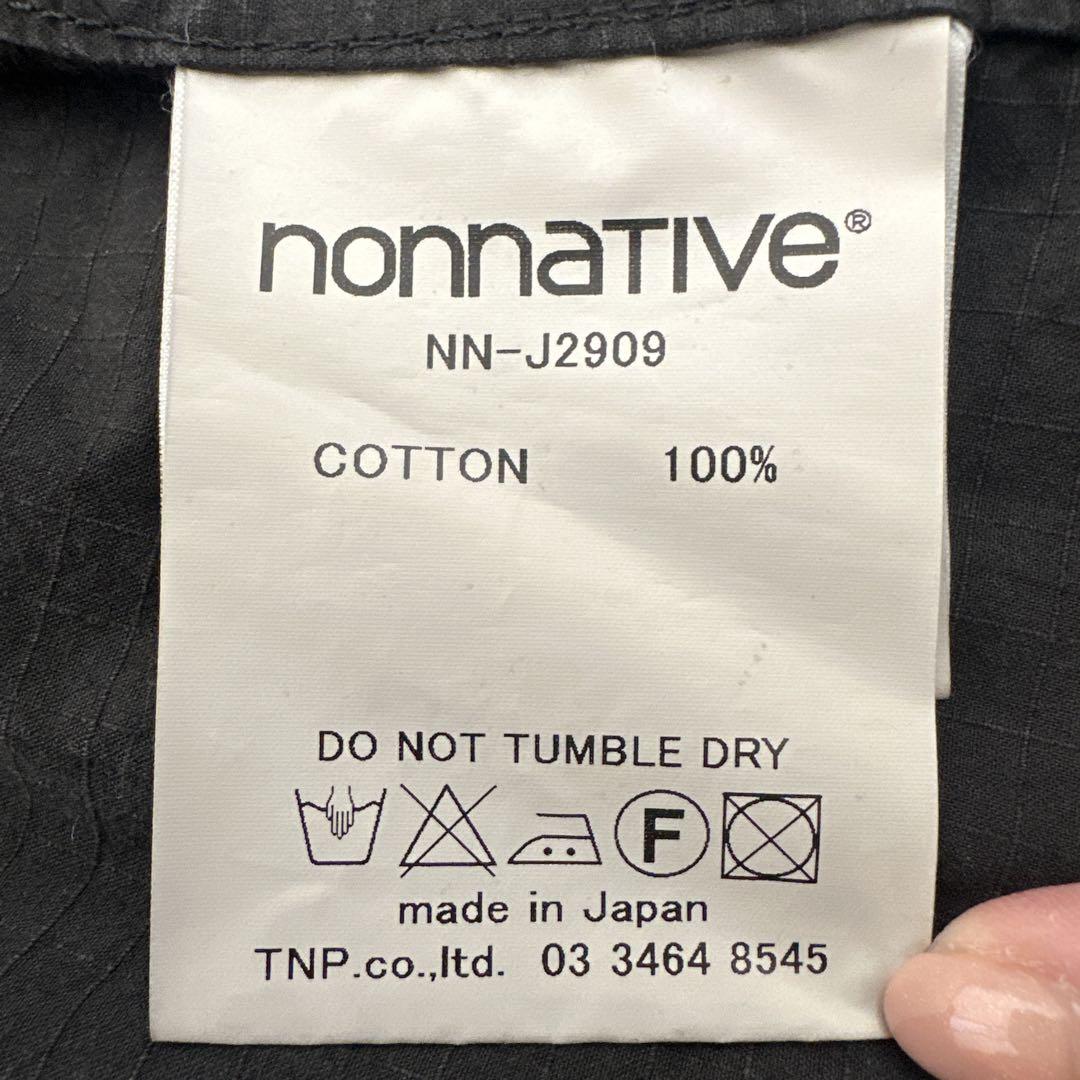 nonnaTIVe®
NN-J2909
COTTON 100%
DO NOT TUMBLE DRY
F
made in Japan
TNP.co.,ltd. 03 3464 8545